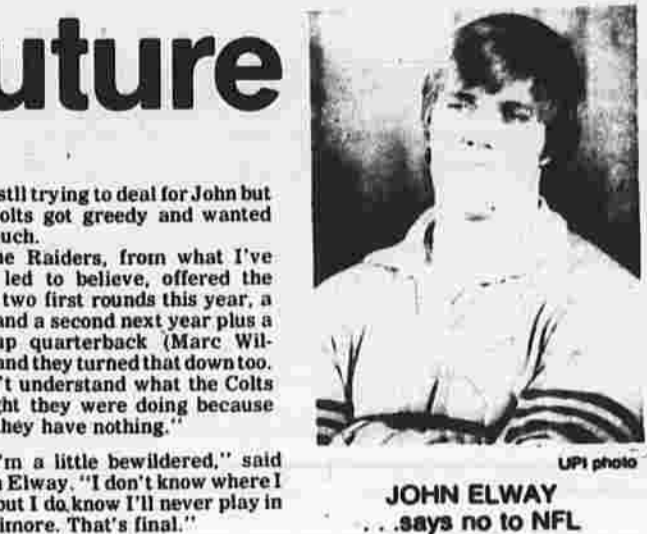 uture
stll trying to deal for John but
olts got greedy and wanted
uch.
e Raiders, from what I've
led to believe, offered the
two first rounds this year, a
and a second next year plus a
up quarterback (Marc Wil-
and they turned that down too.
't understand what the Colts
ght they were doing because
hey have nothing."
'm a little bewildered," said
Elway. "I don't know where I
but I do know I'll never play in
imore. That's final."
UPI photo
JOHN ELWAY
. . .says no to NFL